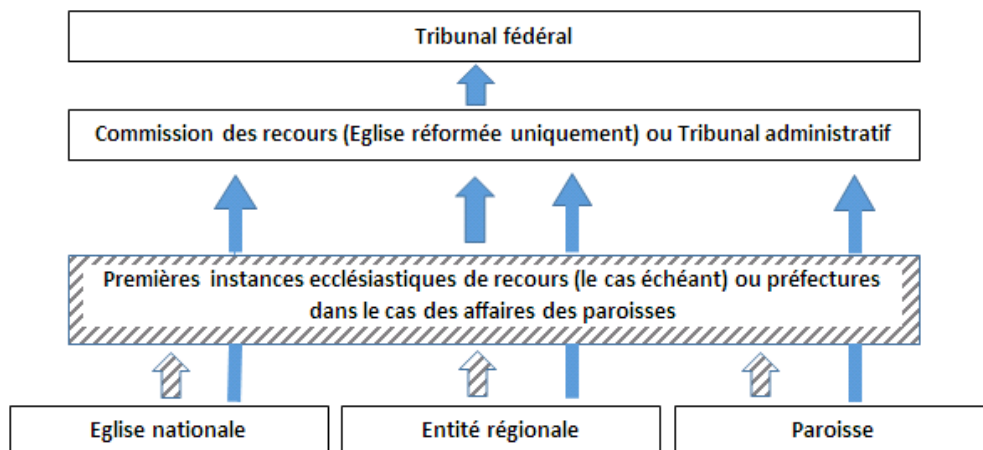 Tribunal fédéral
Commission des recours (Eglise réformée uniquement) ou Tribunal administratif
Premières instances ecclésiastiques de recours (le cas échéant) ou préfectures
dans le cas des affaires des paroisses
Eglise nationale
Entité régionale
Paroisse